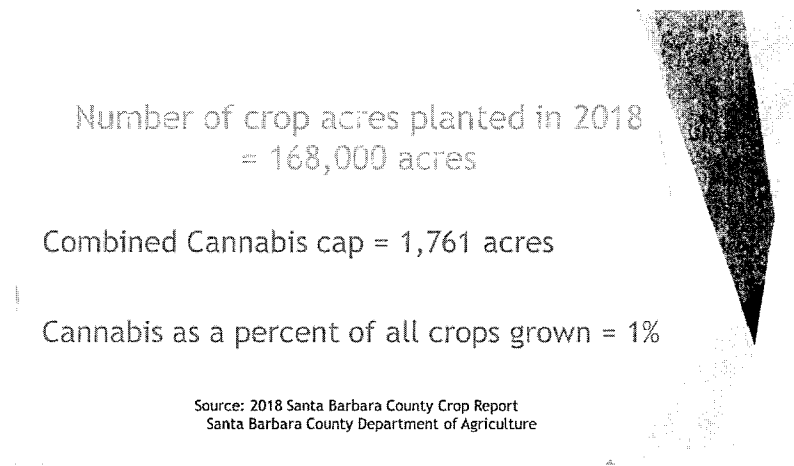 Number of crop acres planted in 2018
= 168,000 acres
Combined Cannabis cap = 1,761 acres
Cannabis as a percent of all crops grown = 1%
Source: 2018 Santa Barbara County Crop Report
Santa Barbara County Department of Agriculture